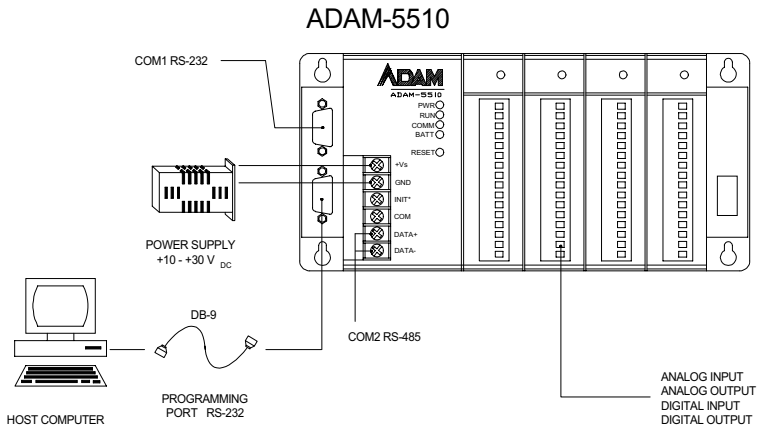 ADAM-5510
COM1 RS-232
ADAM
ADAM-5510
PWR
RUN
COMM
BATT
RESET
+Vs
GND
INIT*
COM
DATA+
DATA-
POWER SUPPLY
+10 - +30 V DC
DB-9
COM2 RS-485
PROGRAMMING
PORT RS-232
HOST COMPUTER
ANALOG INPUT
ANALOG OUTPUT
DIGITAL INPUT
DIGITAL OUTPUT